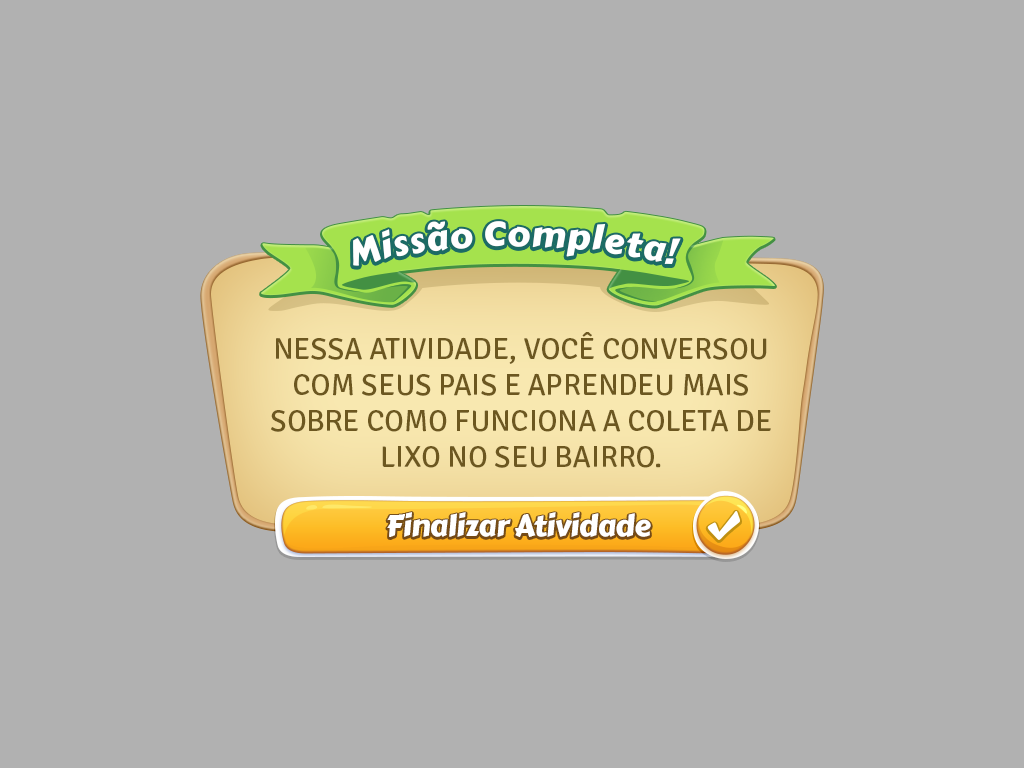 Missão Completa!
NESSA ATIVIDADE, VOCÊ CONVERSOU
COM SEUS PAIS E APRENDEU MAIS
SOBRE COMO FUNCIONA A COLETA DE
LIXO NO SEU BAIRRO.
Finalizar Atividade